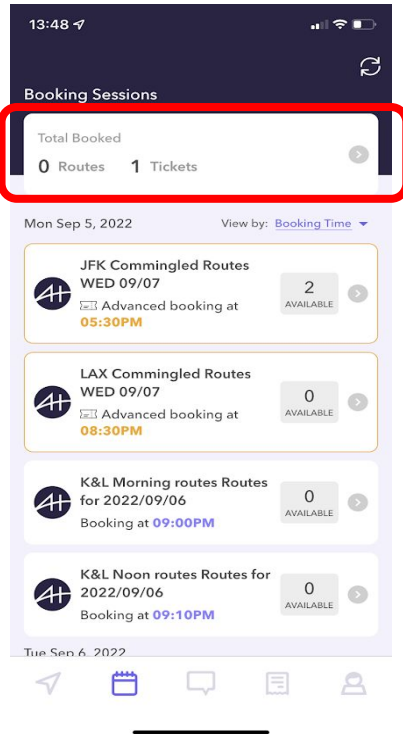 13:48
Booking Sessions
Total Booked
0 Routes 1 Tickets
Mon Sep 5, 2022 View by: Booking Time
JFK Commingled Routes
WED 09/07
Advanced booking at
05:30PM
2
AVAILABLE
LAX Commingled Routes
WED 09/07
Advanced booking at
08:30PM
0
AVAILABLE
K&L Morning routes Routes
for 2022/09/06
Booking at 09:00PM
0
AVAILABLE
K&L Noon routes Routes for
2022/09/06
Booking at 09:10PM
0
AVAILABLE
Tue Sep 6, 2022